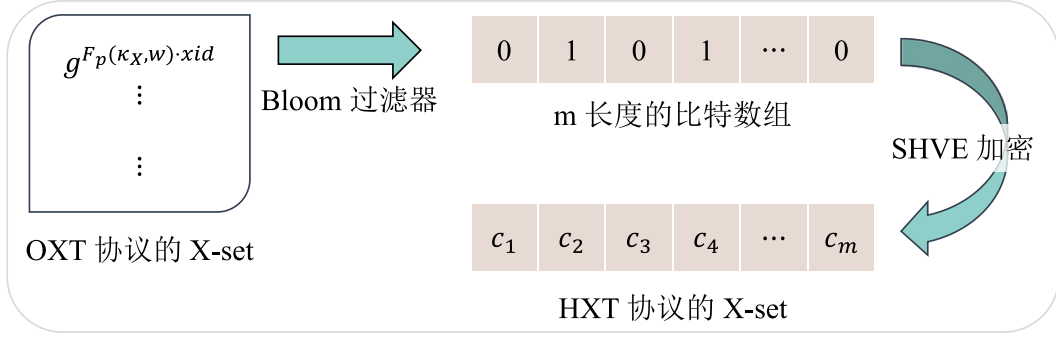 g^{F_p(κ_X,w)·xid}
⋮
⋮
OXT 协议的 X-set
Bloom 过滤器
0 1 0 1 ⋯ 0
m 长度的比特数组
SHVE 加密
c_1 c_2 c_3 c_4 ⋯ c_m
HXT 协议的 X-set